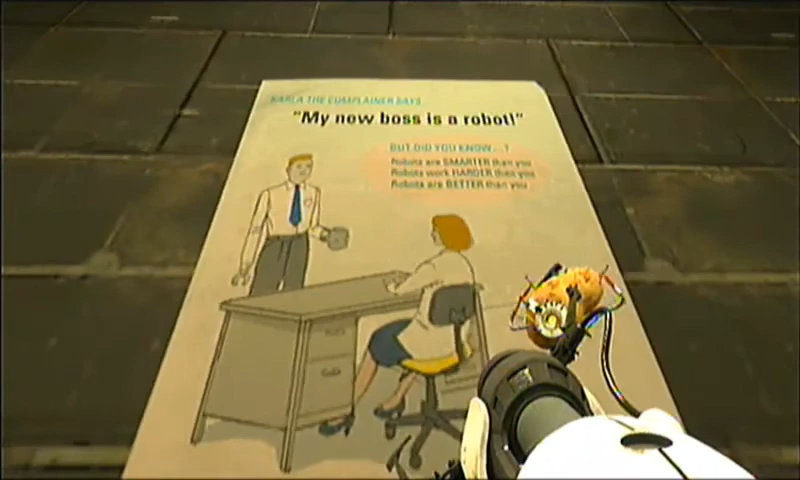 KARLA THE COMPLAINER SAYS
"My new boss is a robot!"
BUT DID YOU KNOW...?
Robots are SMARTER than you
Robots work HARDER than you
Robots are BETTER than you